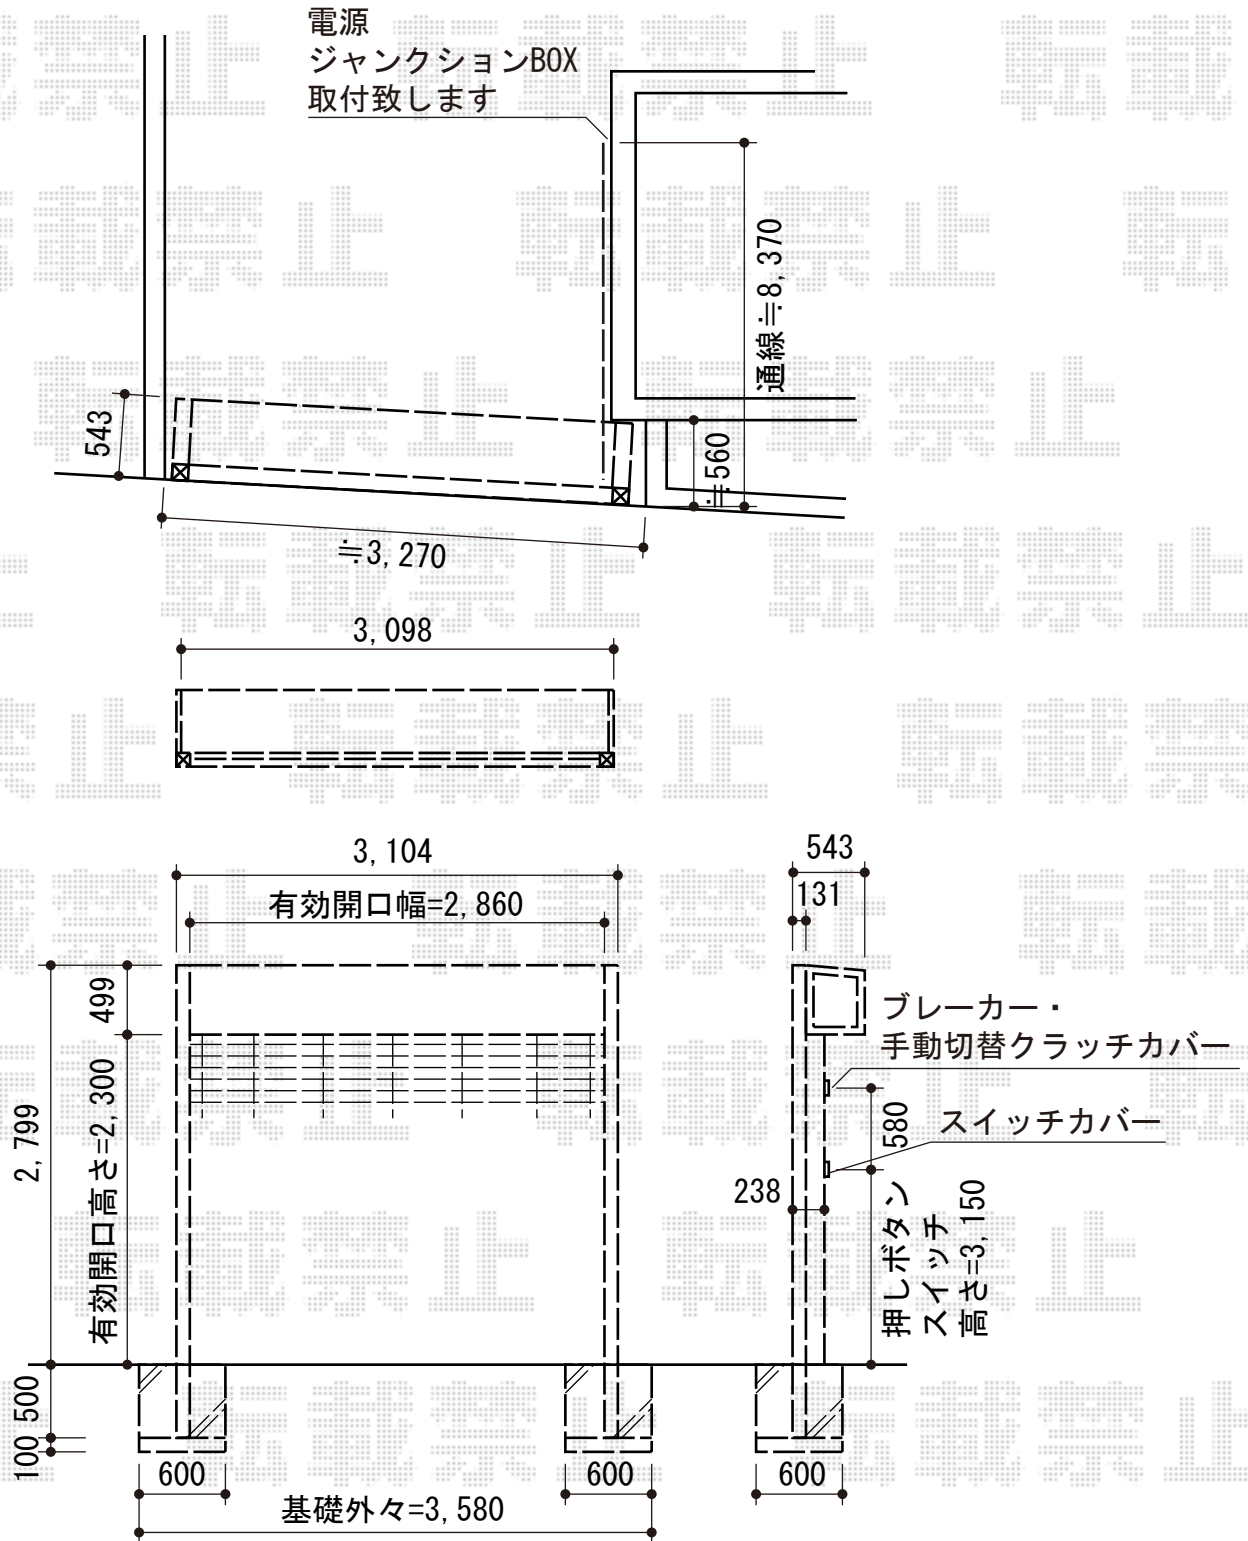 電源
ジャンクションBOX
取付致します
通線≒8,370
543
≒560
≒3,270
3,098
3,104
有効開口幅=2,860
543
131
499
2,799
有効開口高さ=2,300
ブレーカー・
手動切替クラッチカバー
580
スイッチカバー
238
押しボタン
スイッチ
高さ=3,150
500
100
600
600
600
基礎外々=3,580
転載禁止